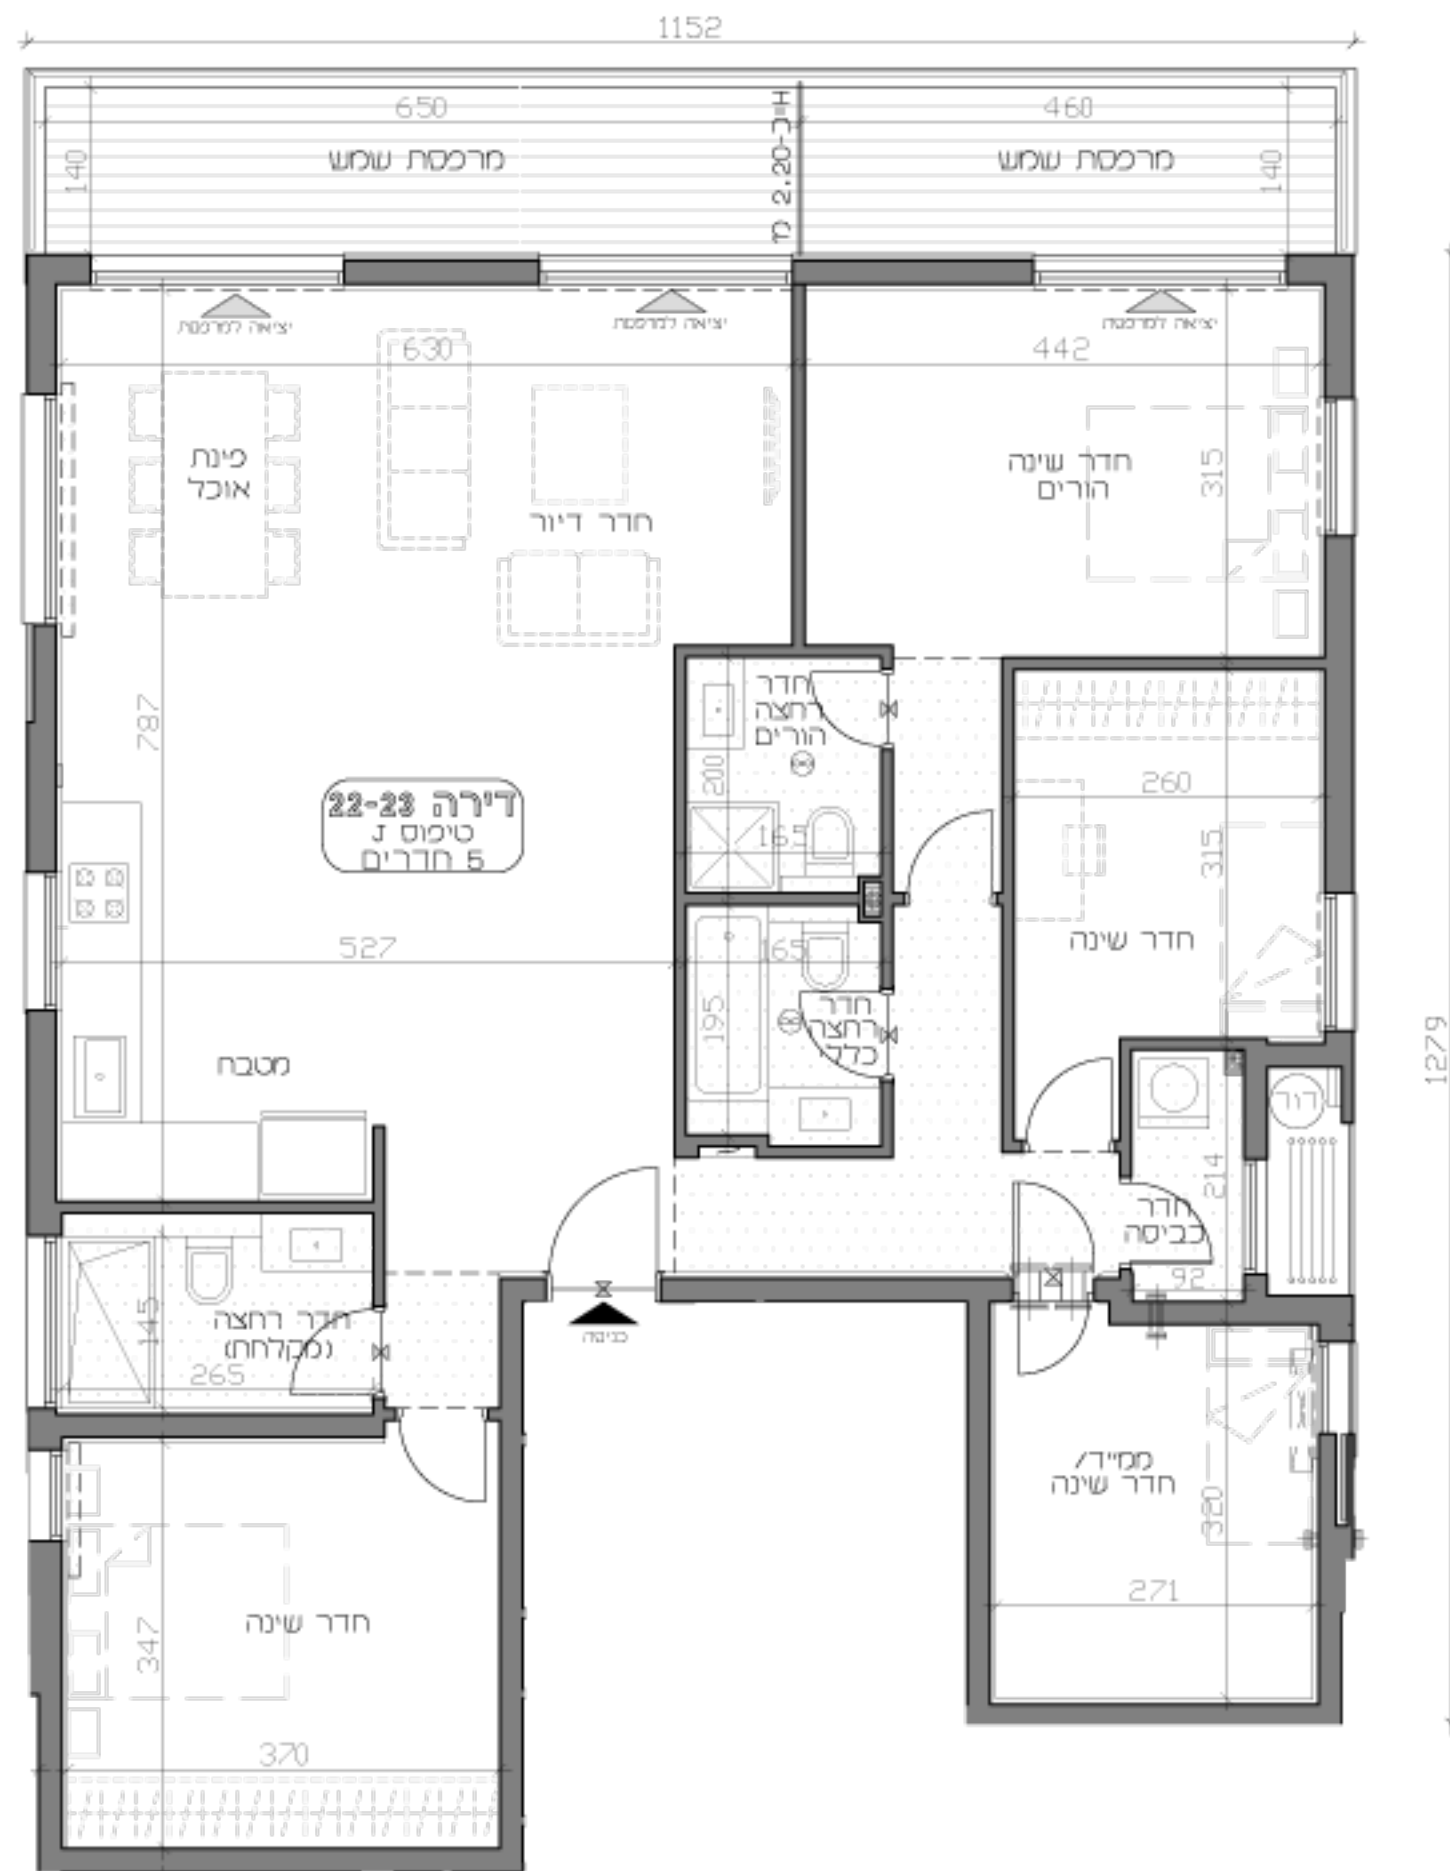 1152
650
460
מרפסת שמש
מרפסת שמש
140
140
H=כ-2.20 מ'
יציאה למרפסת
יציאה למרפסת
יציאה למרפסת
630
442
פינת
אוכל
חדר דיור
חדר שינה
הורים
315
787
חדר
רחצה
הורים
200
165
260
315
דירה 22-23
טיפוס J
5 חדרים
חדר שינה
527
165
195
חדר
רחצה
כללי
1279
מטבח
דוד
214
חדר
כביסה
92
חדר רחצה
(מקלחת)
145
265
כניסה
ממ״ד/
חדר שינה
320
271
חדר שינה
347
370